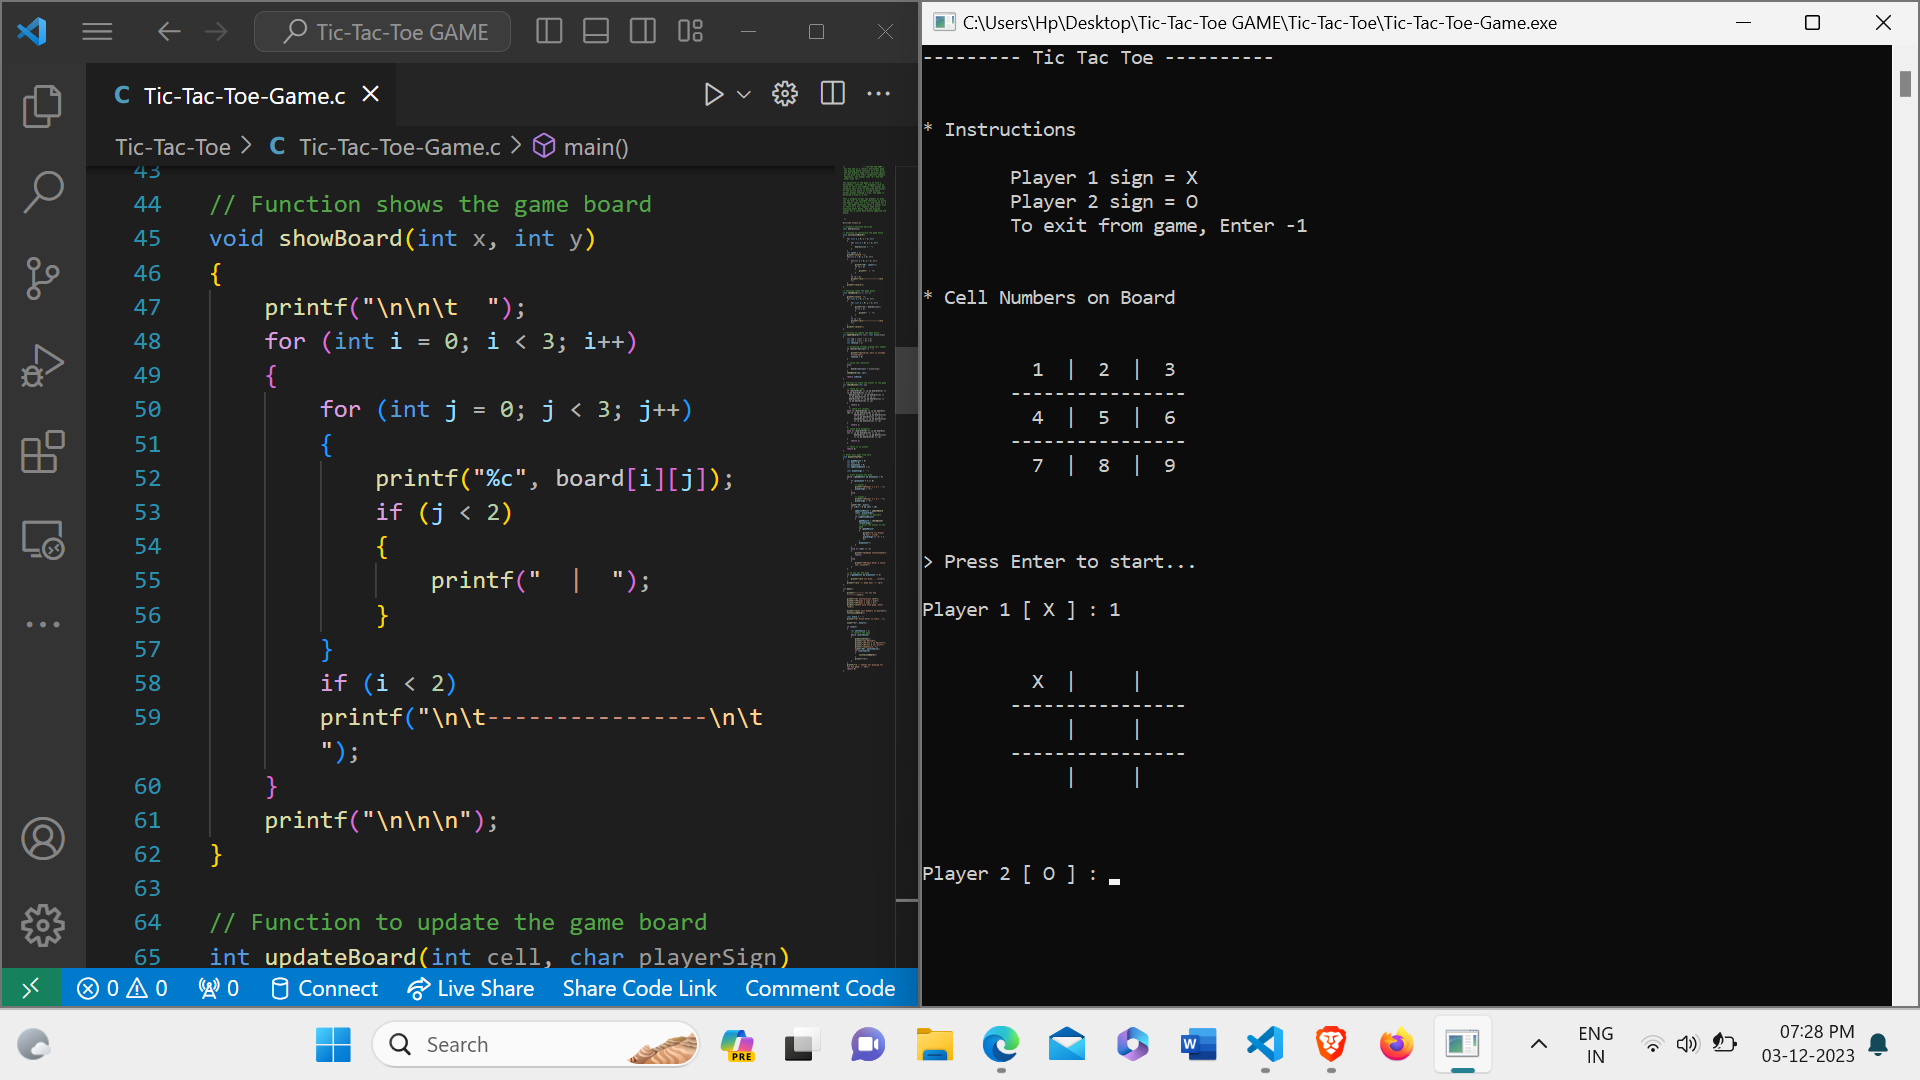 Tic-Tac-Toe GAME
C Tic-Tac-Toe-Game.c
Tic-Tac-Toe > C Tic-Tac-Toe-Game.c > main()
43
44 // Function shows the game board
45 void showBoard(int x, int y)
46 {
47 printf("\n\n\t  ");
48 for (int i = 0; i < 3; i++)
49 {
50 for (int j = 0; j < 3; j++)
51 {
52 printf("%c", board[i][j]);
53 if (j < 2)
54 {
55 printf("  |  ");
56 }
57 }
58 if (i < 2)
59 printf("\n\t----------------\n\t
");
60 }
61 printf("\n\n\n");
62 }
63
64 // Function to update the game board
65 int updateBoard(int cell, char playerSign)
0 0 0 Connect Live Share Share Code Link Comment Code
C:\Users\Hp\Desktop\Tic-Tac-Toe GAME\Tic-Tac-Toe\Tic-Tac-Toe-Game.exe
--------- Tic Tac Toe ----------
* Instructions
Player 1 sign = X
Player 2 sign = O
To exit from game, Enter -1
* Cell Numbers on Board
1  |  2  |  3
----------------
4  |  5  |  6
----------------
7  |  8  |  9
> Press Enter to start...
Player 1 [ X ] : 1
X  |     |
----------------
|     |
----------------
|     |
Player 2 [ O ] :
Search
PRE
ENG
IN
07:28 PM
03-12-2023